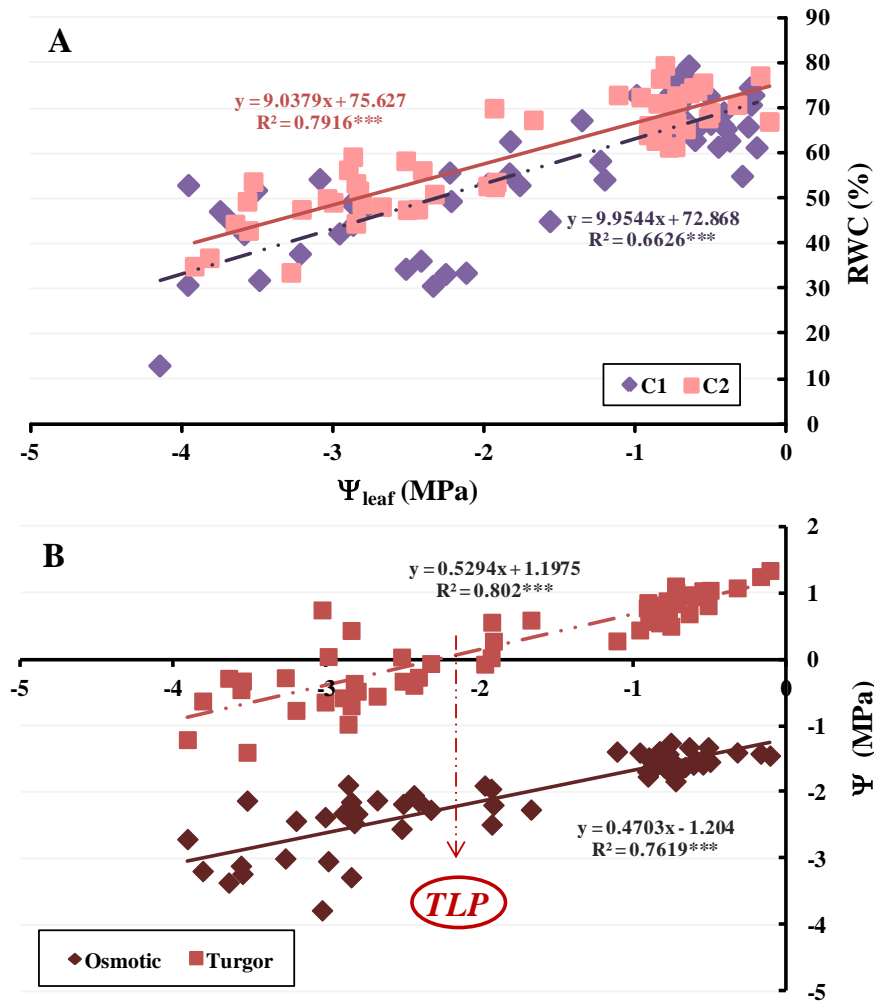 A
y = 9.0379x + 75.627
R² = 0.7916***
y = 9.9544x + 72.868
R² = 0.6626***
C1 C2
90
80
70
60
50
40
30
20
10
0
RWC (%)
-5 -4 -3 -2 -1 0
Ψleaf (MPa)
B
y = 0.5294x + 1.1975
R² = 0.802***
2
1
0
-1
-2
-3
-4
-5
Ψ (MPa)
-5 -4 -3 -2 -1 0
y = 0.4703x - 1.204
R² = 0.7619***
TLP
Osmotic Turgor